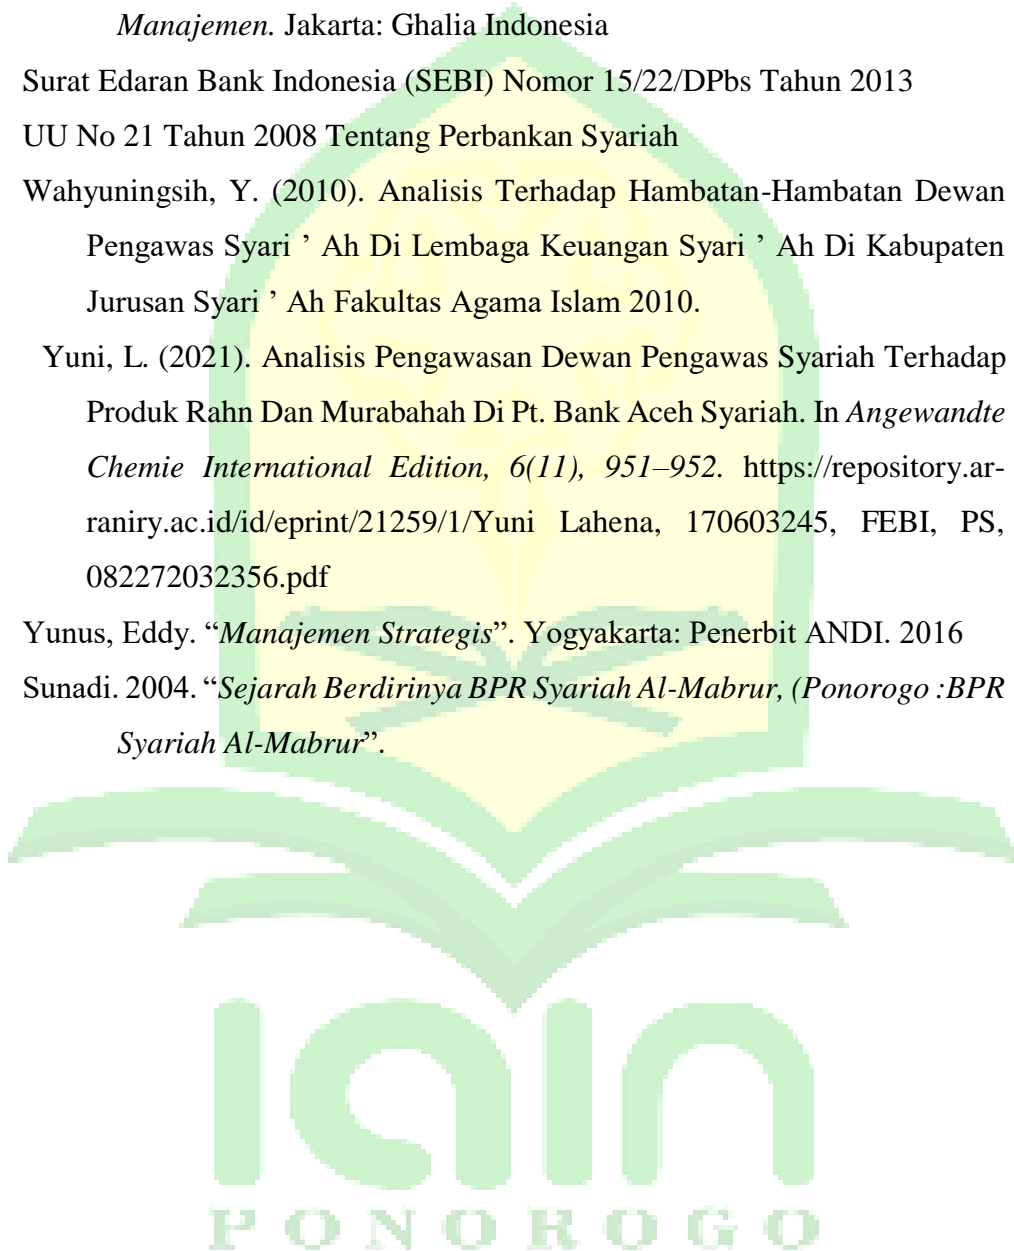 Manajemen. Jakarta: Ghalia Indonesia
Surat Edaran Bank Indonesia (SEBI) Nomor 15/22/DPbs Tahun 2013
UU No 21 Tahun 2008 Tentang Perbankan Syariah
Wahyuningsih, Y. (2010). Analisis Terhadap Hambatan-Hambatan Dewan
Pengawas Syari ’ Ah Di Lembaga Keuangan Syari ’ Ah Di Kabupaten
Jurusan Syari ’ Ah Fakultas Agama Islam 2010.
Yuni, L. (2021). Analisis Pengawasan Dewan Pengawas Syariah Terhadap
Produk Rahn Dan Murabahah Di Pt. Bank Aceh Syariah. In Angewandte
Chemie International Edition, 6(11), 951–952. https://repository.ar-
raniry.ac.id/id/eprint/21259/1/Yuni Lahena, 170603245, FEBI, PS,
082272032356.pdf
Yunus, Eddy. “Manajemen Strategis”. Yogyakarta: Penerbit ANDI. 2016
Sunadi. 2004. “Sejarah Berdirinya BPR Syariah Al-Mabrur, (Ponorogo :BPR
Syariah Al-Mabrur”.
iain
PONOROGO